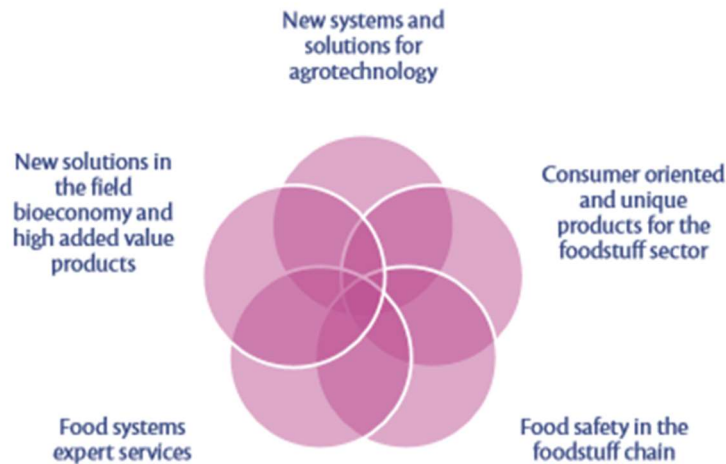 New systems and
solutions for
agrotechnology
New solutions in
the field
bioeconomy and
high added value
products
Consumer oriented
and unique
products for the
foodstuff sector
Food systems
expert services
Food safety in the
foodstuff chain